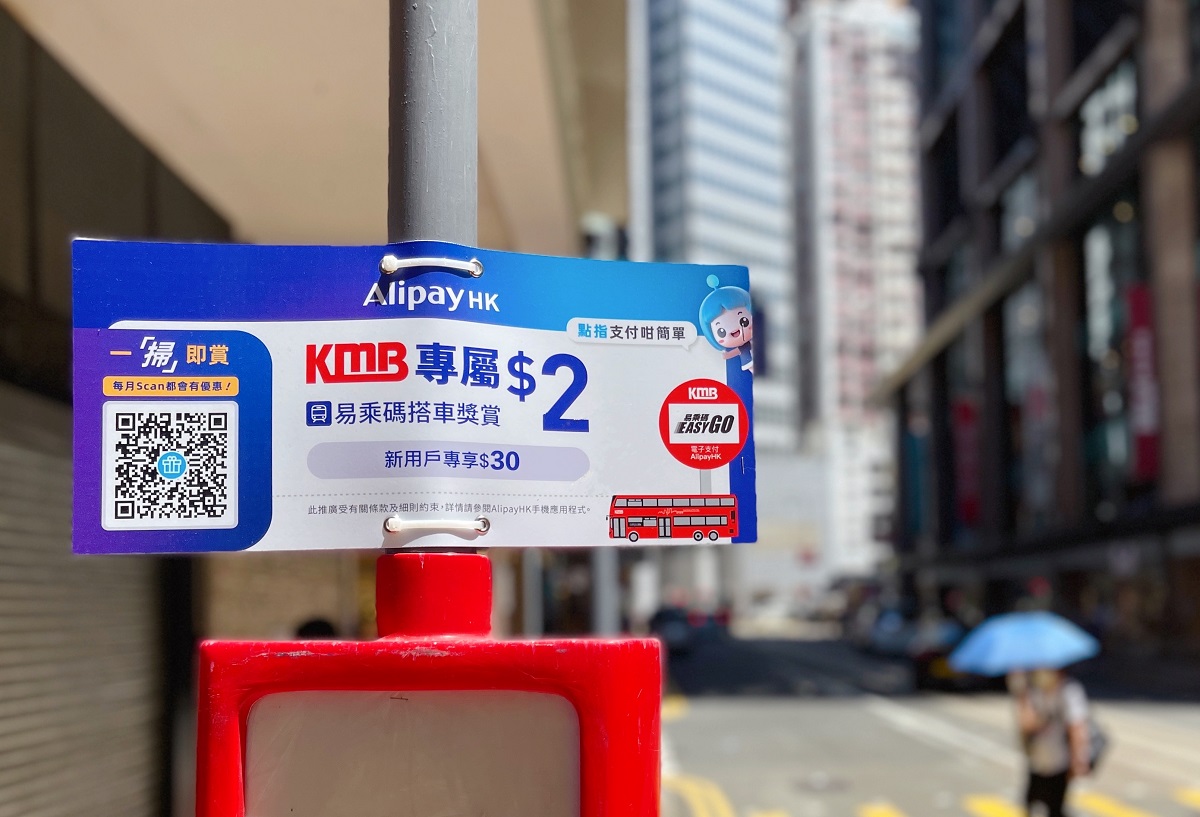 AlipayHK
點指支付咁簡單
一「掃」即賞
每月Scan都會有優惠！
KMB 專屬$2
易乘碼搭車獎賞
新用戶專享$30
此推廣受有關條款及細則約束，詳情請參閱AlipayHK手機應用程式。
KMB
易乘碼
EASY GO
電子支付
AlipayHK